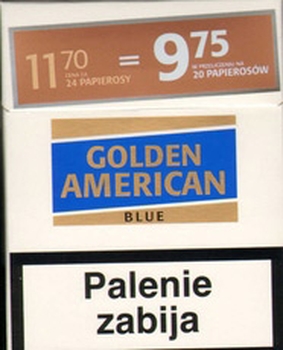 11 70 = 9 75
CENA ZA
24 PAPIEROSY
W PRZELICZENIU NA
20 PAPIEROSÓW
GOLDEN
AMERICAN
BLUE
Palenie
zabija